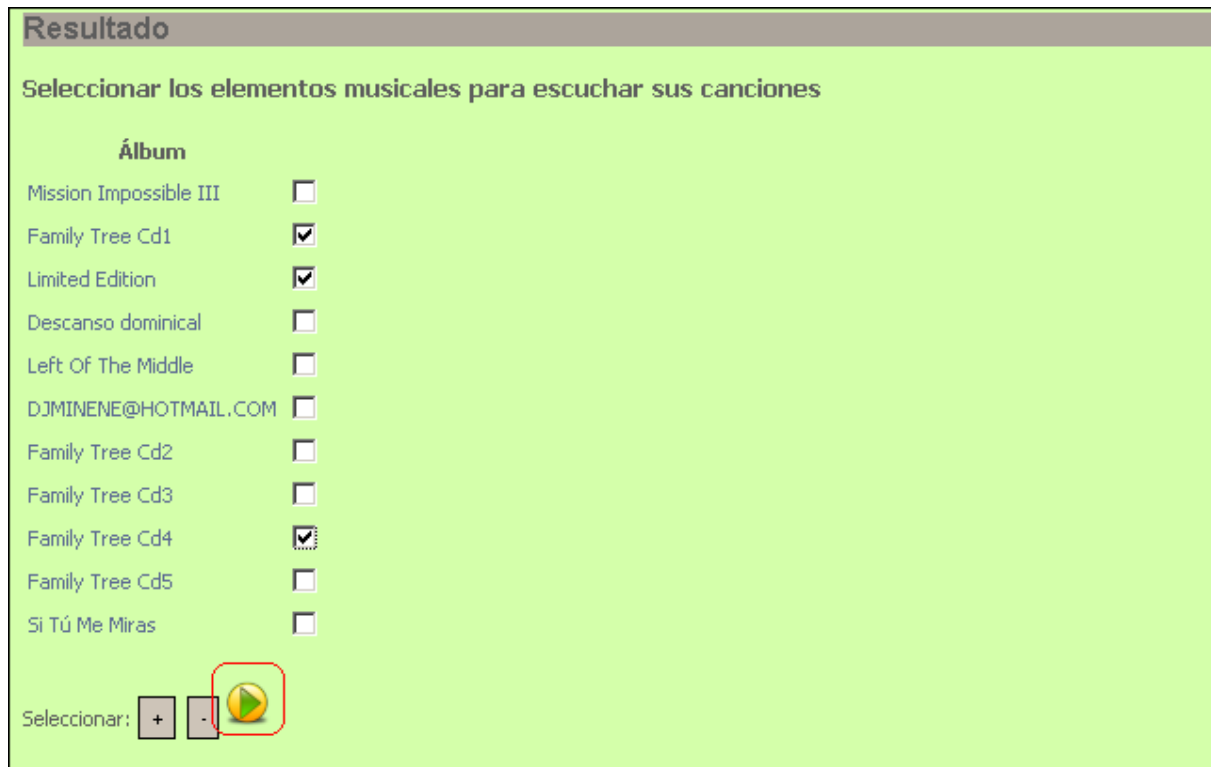 Resultado
Seleccionar los elementos musicales para escuchar sus canciones
Álbum
Mission Impossible III
Family Tree Cd1
Limited Edition
Descanso dominical
Left Of The Middle
DJMINENE@HOTMAIL.COM
Family Tree Cd2
Family Tree Cd3
Family Tree Cd4
Family Tree Cd5
Si Tú Me Miras
Seleccionar: + -